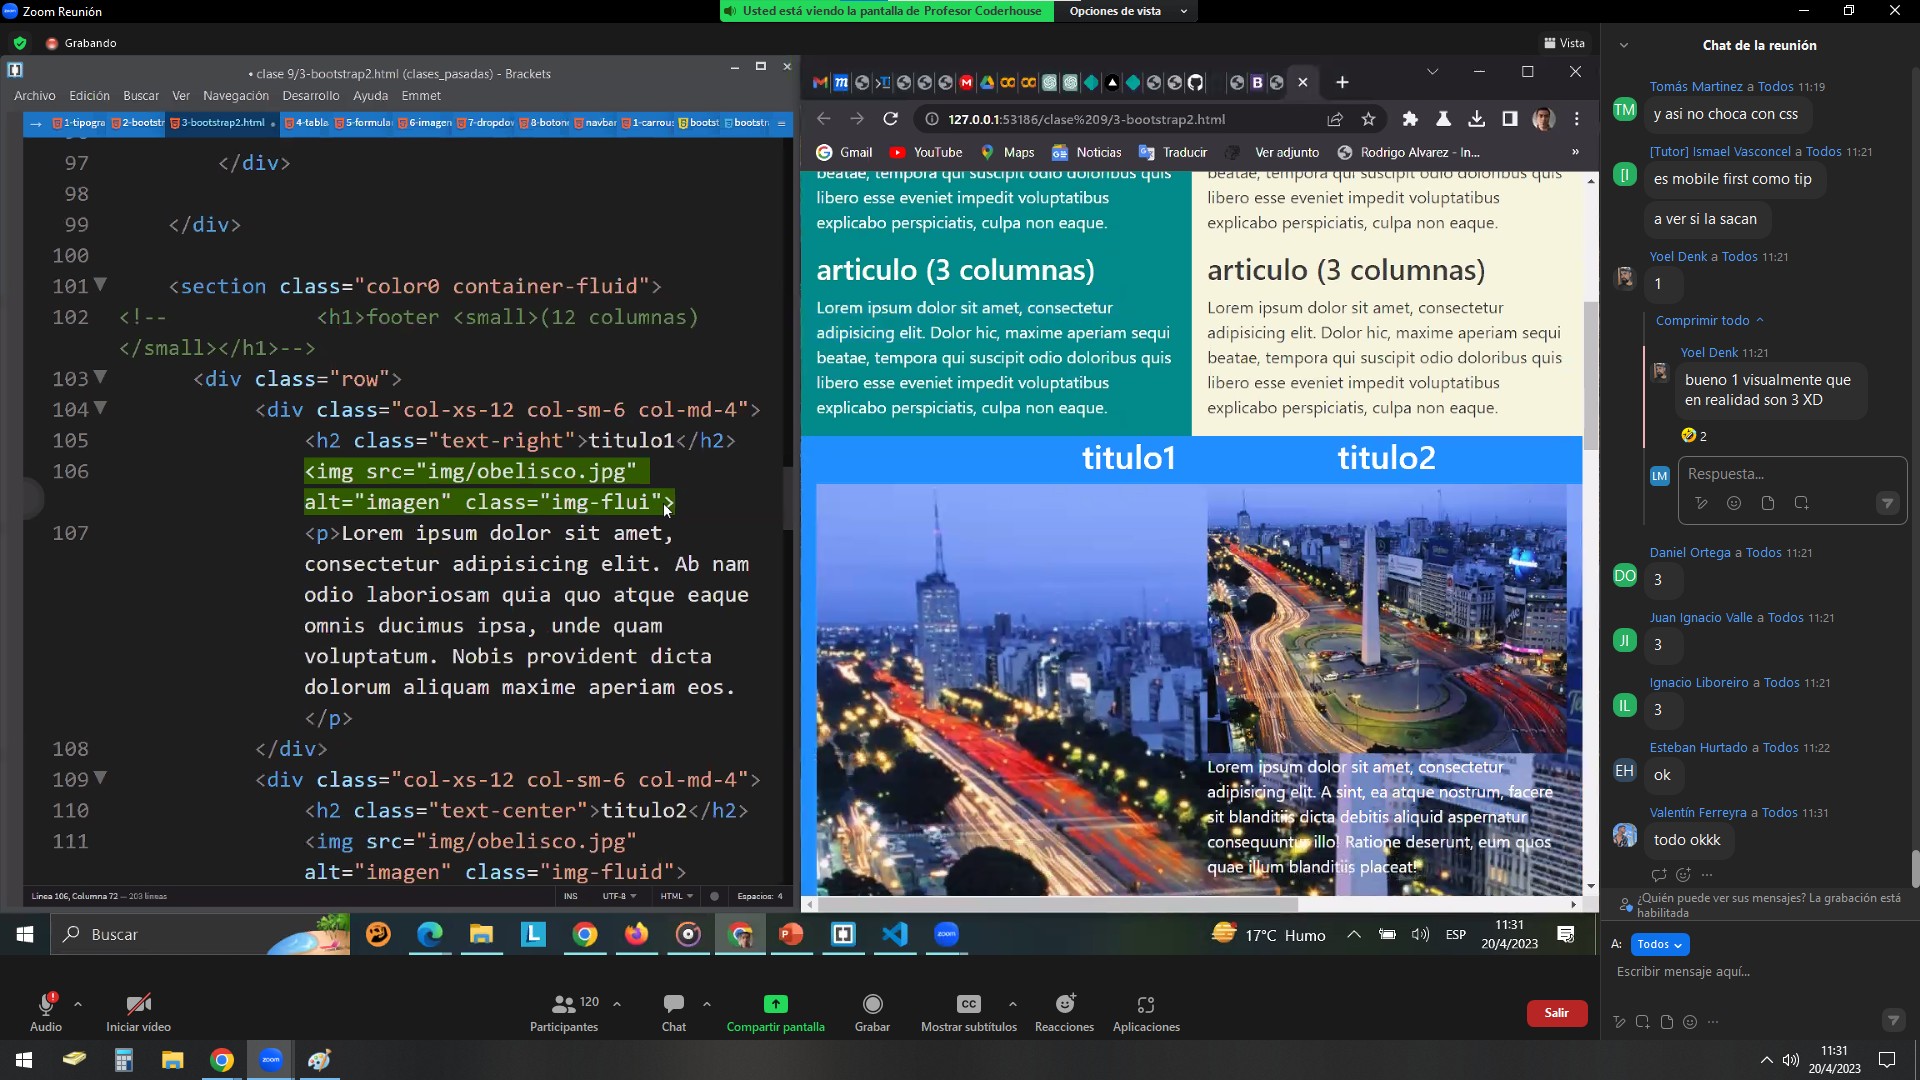 Zoom Reunión
Usted está viendo la pantalla de Profesor Coderhouse
Opciones de vista
Grabando
Vista
• clase 9/3-bootstrap2.html (clases_pasadas) - Brackets
Archivo Edición Buscar Ver Navegación Desarrollo Ayuda Emmet
1-tipogra 2-bootstr 3-bootstrap2.html • 4-tabla 5-formula 6-imagen 7-dropdov 8-boton navbar 1-carrous boots bootstr
97 </div>
98
99 </div>
100
101 <section class="color0 container-fluid">
102 <!-- <h1>footer <small>(12 columnas)
</small></h1>-->
103 <div class="row">
104 <div class="col-xs-12 col-sm-6 col-md-4">
105 <h2 class="text-right">titulo1</h2>
106 <img src="img/obelisco.jpg"
alt="imagen" class="img-flui">
107 <p>Lorem ipsum dolor sit amet,
consectetur adipisicing elit. Ab nam
odio laboriosam quia quo atque eaque
omnis ducimus ipsa, unde quam
voluptatum. Nobis provident dicta
dolorum aliquam maxime aperiam eos.
</p>
108 </div>
109 <div class="col-xs-12 col-sm-6 col-md-4">
110 <h2 class="text-center">titulo2</h2>
111 <img src="img/obelisco.jpg"
alt="imagen" class="img-fluid">
Línea 106, Columna 72 — 203 líneas
INS UTF-8 HTML Espacios: 4
127.0.0.1:53186/clase%209/3-bootstrap2.html
Gmail YouTube Maps Noticias Traducir Ver adjunto Rodrigo Alvarez - In... »
beatae, tempora qui suscipit odio doloribus quis
libero esse eveniet impedit voluptatibus
explicabo perspiciatis, culpa non eaque.
articulo (3 columnas)
Lorem ipsum dolor sit amet, consectetur
adipisicing elit. Dolor hic, maxime aperiam sequi
beatae, tempora qui suscipit odio doloribus quis
libero esse eveniet impedit voluptatibus
explicabo perspiciatis, culpa non eaque.
beatae, tempora qui suscipit odio doloribus quis
libero esse eveniet impedit voluptatibus
explicabo perspiciatis, culpa non eaque.
articulo (3 columnas)
Lorem ipsum dolor sit amet, consectetur
adipisicing elit. Dolor hic, maxime aperiam sequi
beatae, tempora qui suscipit odio doloribus quis
libero esse eveniet impedit voluptatibus
explicabo perspiciatis, culpa non eaque.
titulo1
titulo2
Lorem ipsum dolor sit amet, consectetur
adipisicing elit. A sint, ea atque nostrum, facere
sit blanditiis dicta debitis aliquid aspernatur
consequuntur illo! Ratione deserunt, eum quos
quae illum blanditiis placeat!
Buscar
17°C Humo
ESP
11:31
20/4/2023
Chat de la reunión
Tomás Martinez a Todos 11:19
TM
y asi no choca con css
[Tutor] Ismael Vasconcel a Todos 11:21
[I
es mobile first como tip
a ver si la sacan
Yoel Denk a Todos 11:21
1
Comprimir todo
Yoel Denk 11:21
bueno 1 visualmente que
en realidad son 3 XD
2
LM
Respuesta...
Daniel Ortega a Todos 11:21
DO
3
Juan Ignacio Valle a Todos 11:21
JI
3
Ignacio Liboreiro a Todos 11:21
IL
3
Esteban Hurtado a Todos 11:22
EH
ok
Valentín Ferreyra a Todos 11:31
todo okkk
¿Quién puede ver sus mensajes? La grabación está
habilitada
A: Todos
Escribir mensaje aquí...
Audio
Iniciar vídeo
120
Participantes
Chat
Compartir pantalla
Grabar
CC
Mostrar subtítulos
Reacciones
Aplicaciones
Salir
zoom
11:31
20/4/2023